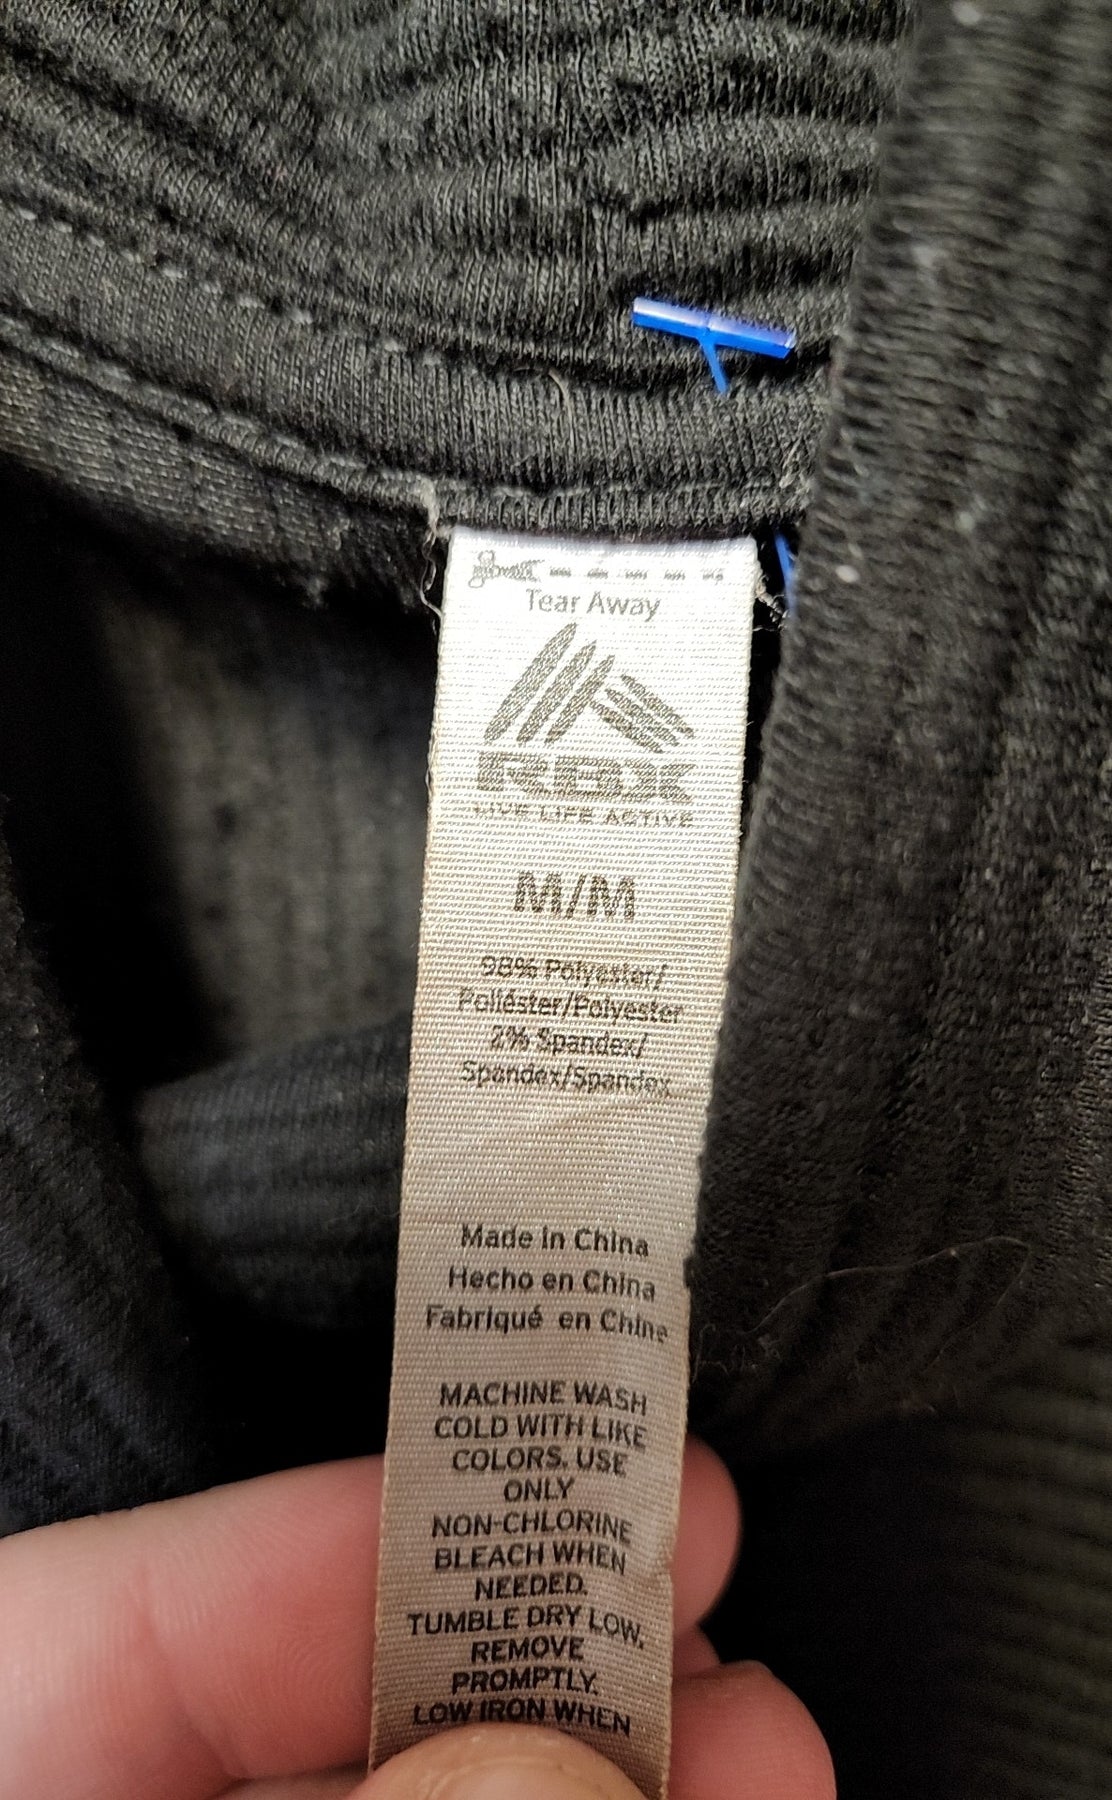 Tear Away
RBX
LIVE LIFE ACTIVE
M/M
98% Polyester/
Poliéster/Polyester
2% Spandex/
Spandex/Spandex
Made in China
Hecho en China
Fabriqué en Chine
MACHINE WASH
COLD WITH LIKE
COLORS. USE
ONLY
NON-CHLORINE
BLEACH WHEN
NEEDED.
TUMBLE DRY LOW.
REMOVE
PROMPTLY.
LOW IRON WHEN